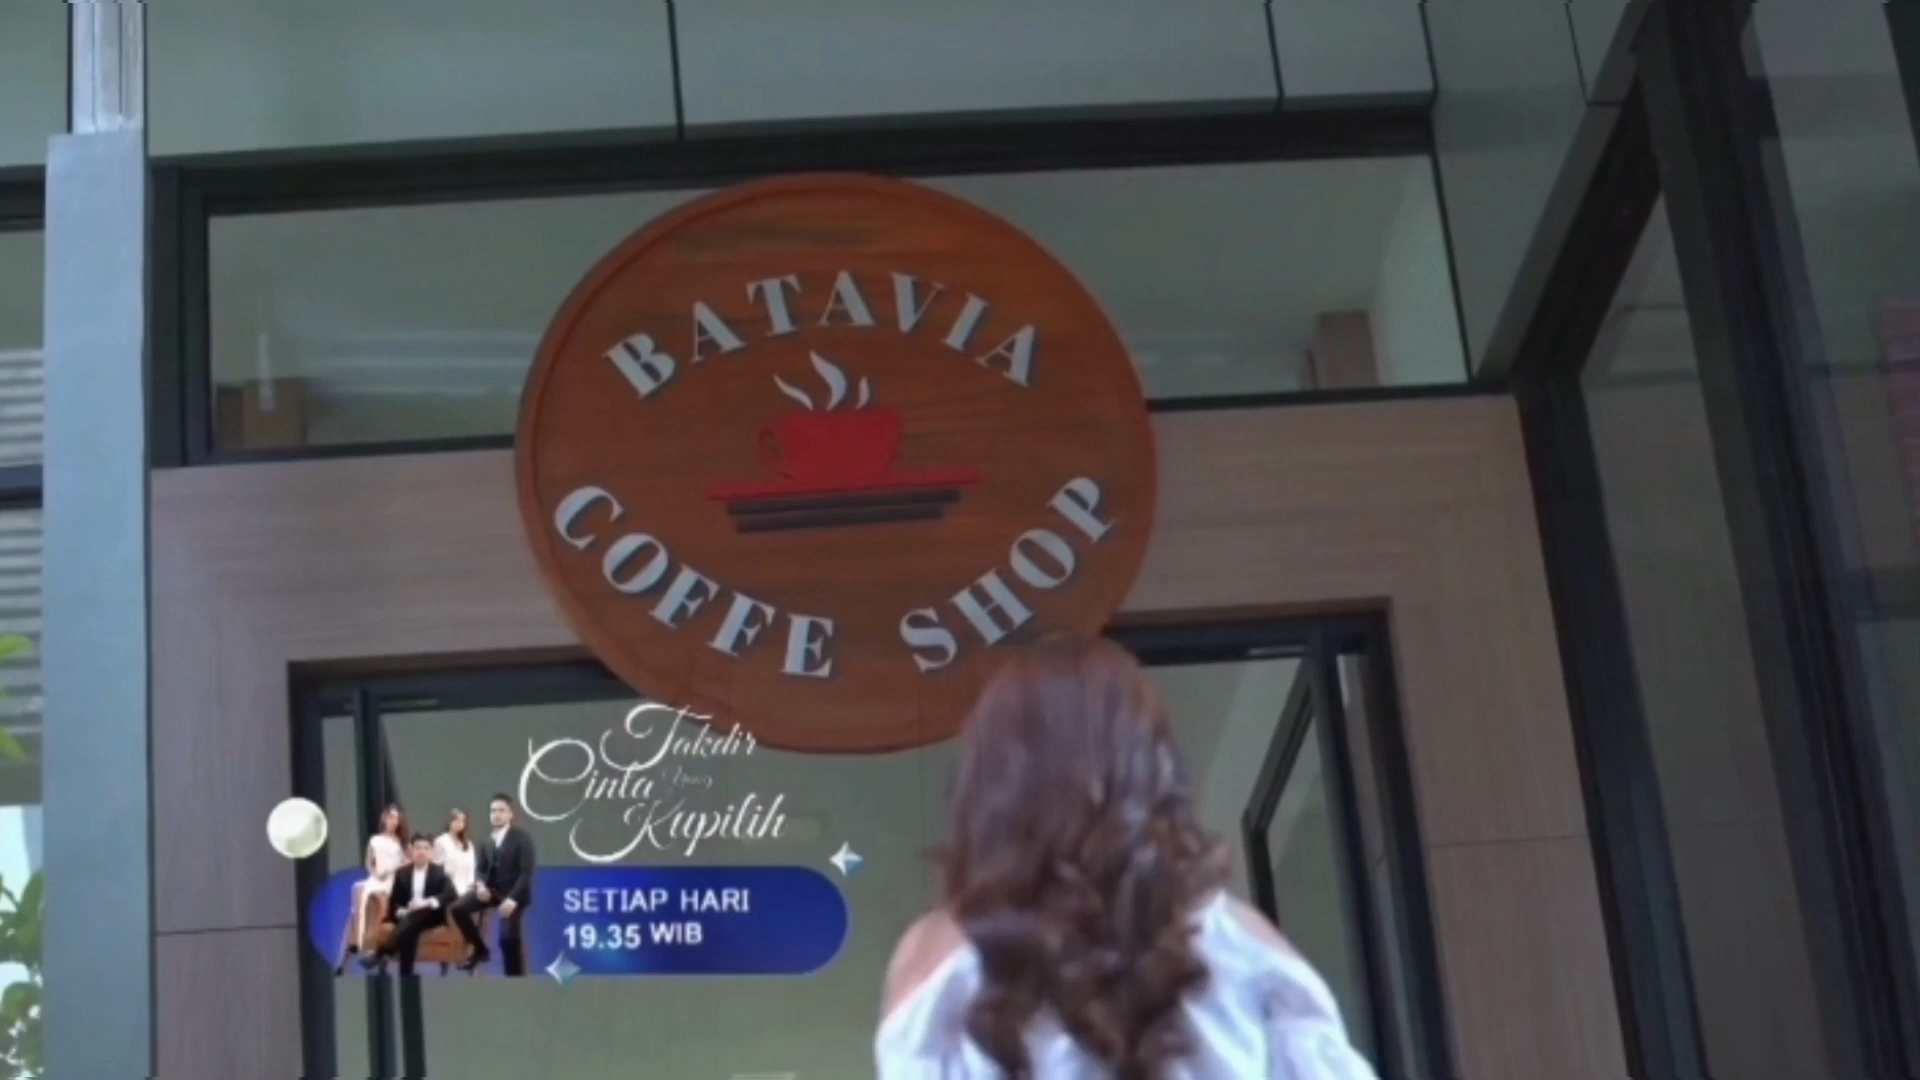 BATAVIA
COFFE SHOP
Takdir
Cinta Yang
Kupilih
SETIAP HARI
19.35 WIB